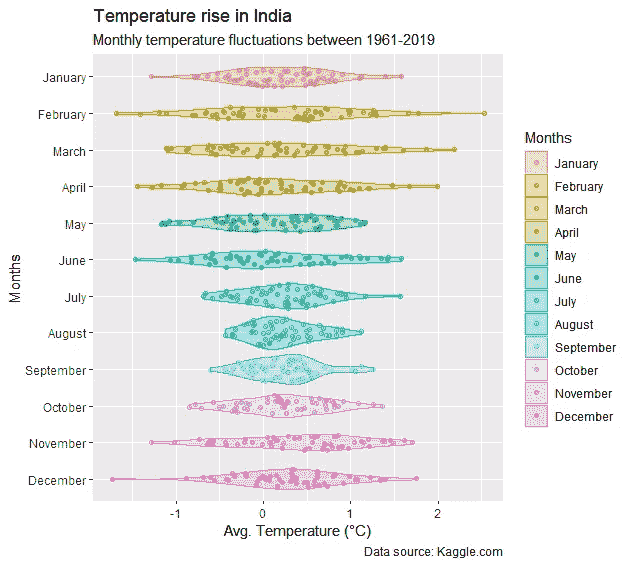 Temperature rise in India
Monthly temperature fluctuations between 1961-2019
January
February
March
April
May
June
July
August
September
October
November
December
Months
-1
0
1
2
Avg. Temperature (°C)
Data source: Kaggle.com
Months
January
February
March
April
May
June
July
August
September
October
November
December